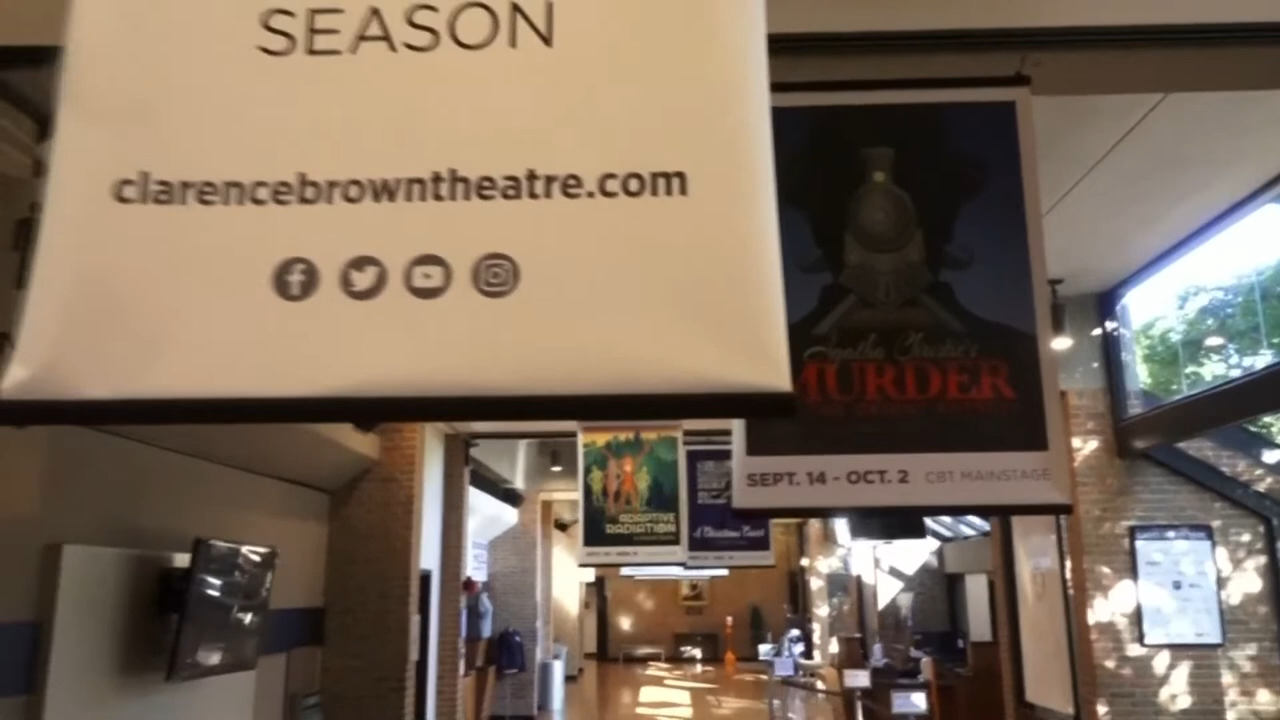 SEASON
clarencebrowntheatre.com
Agatha Christie's
MURDER
SEPT. 14 - OCT. 2 CBT MAINSTAGE
ADAPTIVE
RADIATION
A Christmas Carol